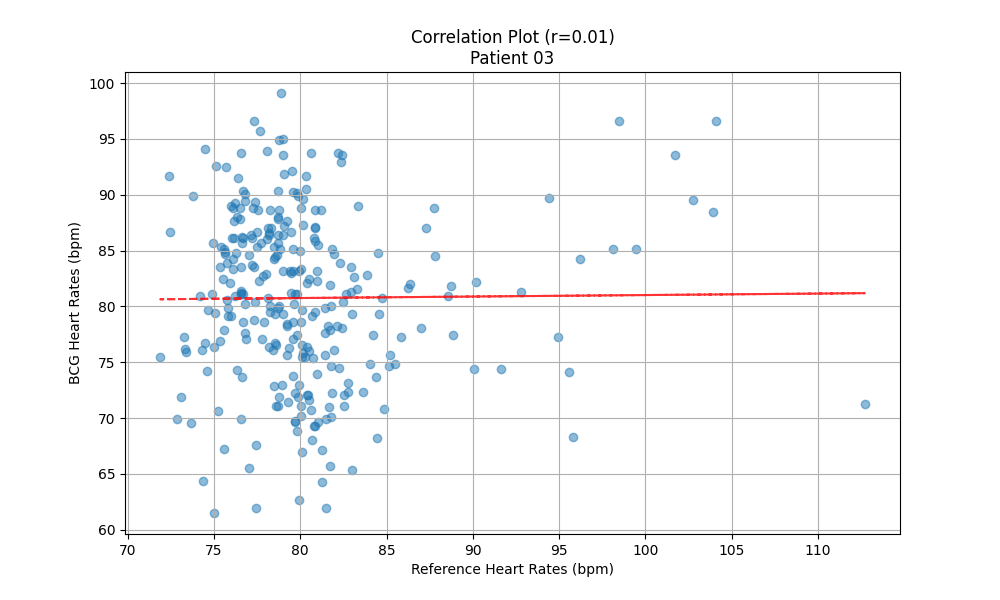 Correlation Plot (r=0.01)
Patient 03
100
95
90
85
80
75
70
65
60
BCG Heart Rates (bpm)
70 75 80 85 90 95 100 105 110
Reference Heart Rates (bpm)